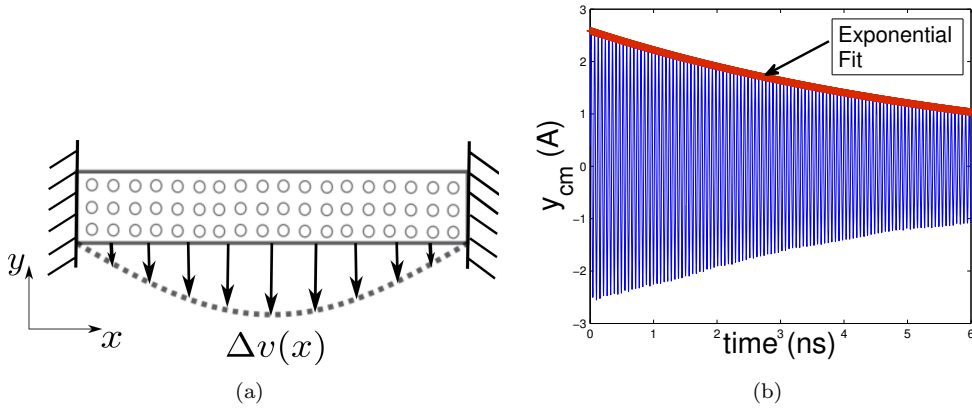 y
x
Δv(x)
(a)
3
2
1
0
−1
−2
−3
y_cm (A)
Exponential
Fit
0
1
2
3
4
5
6
time (ns)
(b)